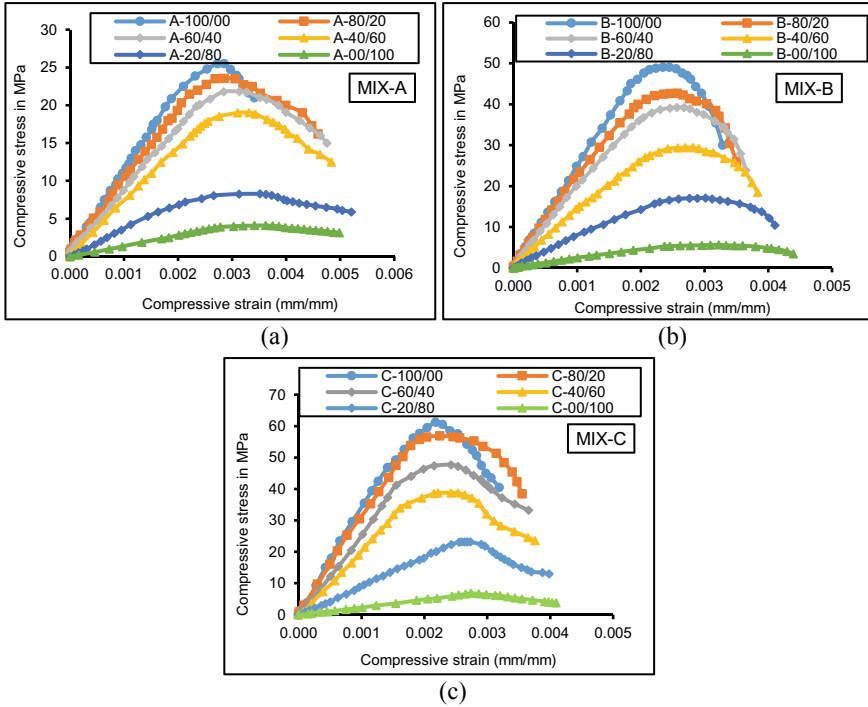 A-100/00 A-80/20
A-60/40 A-40/60
A-20/80 A-00/100
MIX-A
Compressive stress in MPa
30
25
20
15
10
5
0
0.000 0.001 0.002 0.003 0.004 0.005 0.006
Compressive strain (mm/mm)
(a)
B-100/00 B-80/20
B-60/40 B-40/60
B-20/80 B-00/100
MIX-B
Compressive stress in MPa
60
50
40
30
20
10
0
0.000 0.001 0.002 0.003 0.004 0.005
Compressive strain (mm/mm)
(b)
C-100/00 C-80/20
C-60/40 C-40/60
C-20/80 C-00/100
MIX-C
Compressive stress in MPa
70
60
50
40
30
20
10
0
0.000 0.001 0.002 0.003 0.004 0.005
Compressive strain (mm/mm)
(c)